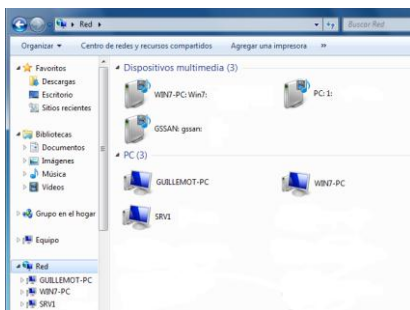 Red
Buscar Red
Organizar
Centro de redes y recursos compartidos
Agregar una impresora
»
Favoritos
Descargas
Escritorio
Sitios recientes
Bibliotecas
Documentos
Imágenes
Música
Vídeos
Grupo en el hogar
Equipo
Red
GUILLEMOT-PC
WIN7-PC
SRV1
Dispositivos multimedia (3)
WIN7-PC: Win7:
PC: 1:
GSSAN: gssan:
PC (3)
GUILLEMOT-PC
WIN7-PC
SRV1